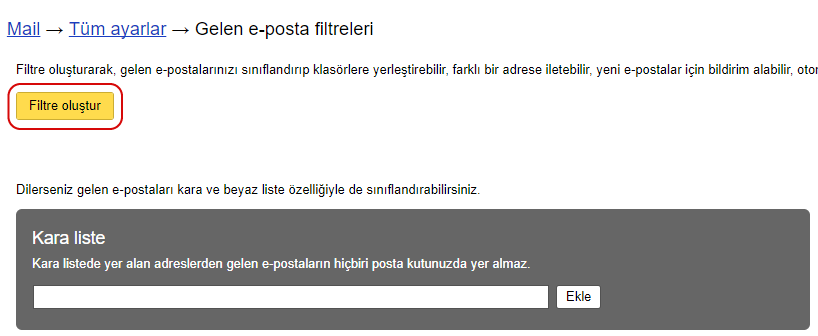 Mail → Tüm ayarlar → Gelen e-posta filtreleri
Filtre oluşturarak, gelen e-postalarınızı sınıflandırıp klasörlere yerleştirebilir, farklı bir adrese iletebilir, yeni e-postalar için bildirim alabilir,
Filtre oluştur
Dilerseniz gelen e-postaları kara ve beyaz liste özelliğiyle de sınıflandırabilirsiniz.
Kara liste
Kara listede yer alan adreslerden gelen e-postaların hiçbiri posta kutunuzda yer almaz.
Ekle